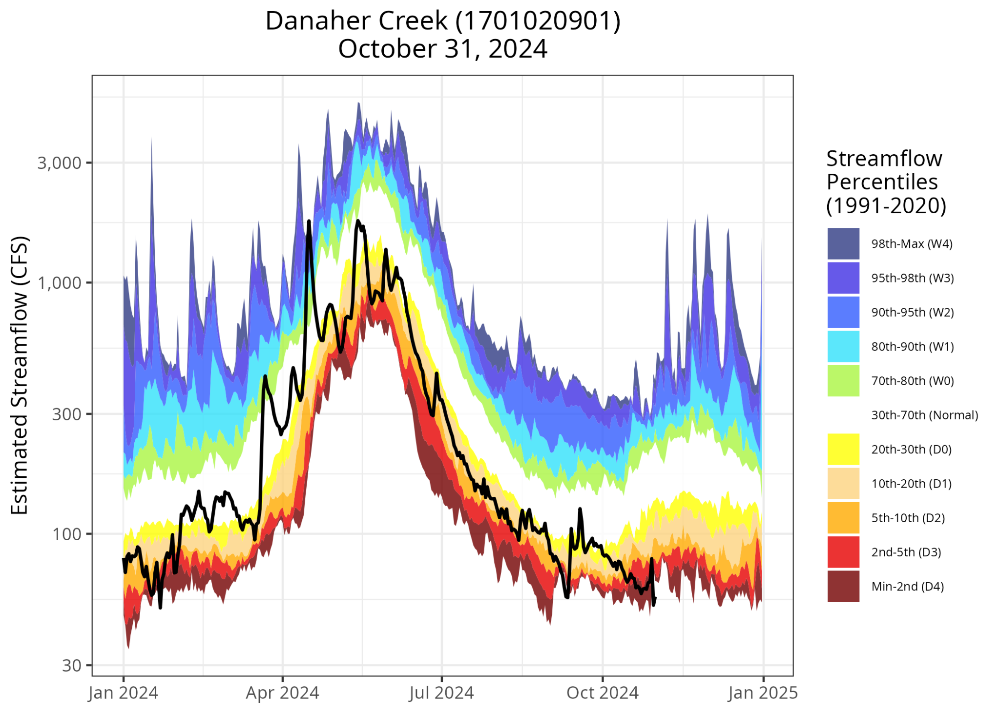 Danaher Creek (1701020901)
October 31, 2024
Estimated Streamflow (CFS)
3,000
1,000
300
100
30
Jan 2024
Apr 2024
Jul 2024
Oct 2024
Jan 2025
Streamflow
Percentiles
(1991-2020)
98th-Max (W4)
95th-98th (W3)
90th-95th (W2)
80th-90th (W1)
70th-80th (W0)
30th-70th (Normal)
20th-30th (D0)
10th-20th (D1)
5th-10th (D2)
2nd-5th (D3)
Min-2nd (D4)